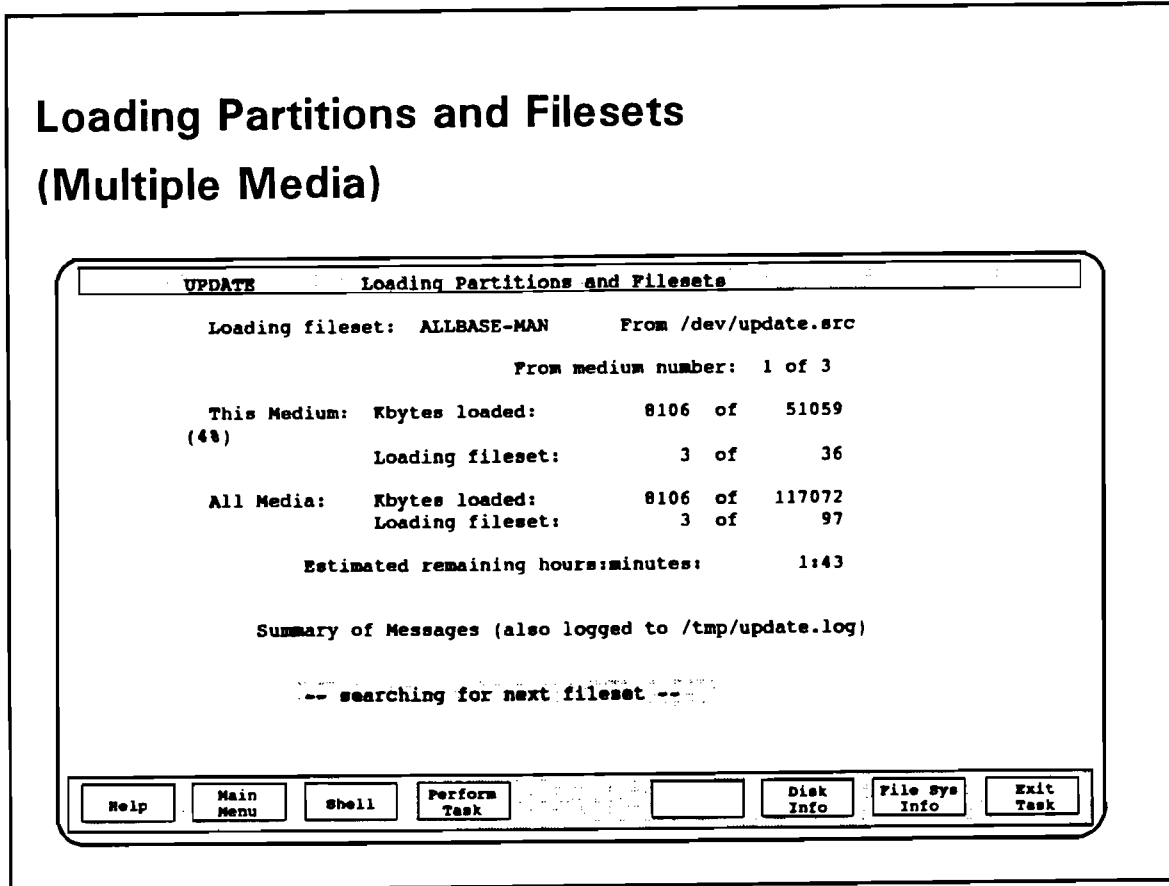 Loading Partitions and Filesets
(Multiple Media)
UPDATE Loading Partitions and Filesets
Loading fileset: ALLBASE-MAN From /dev/update.src
From medium number: 1 of 3
This Medium: Kbytes loaded: 8106 of 51059
(4%)
Loading fileset: 3 of 36
All Media: Kbytes loaded: 8106 of 117072
Loading fileset: 3 of 97
Estimated remaining hours:minutes: 1:43
Summary of Messages (also logged to /tmp/update.log)
-- searching for next fileset --
Help Main Menu Shell Perform Task Disk Info File Sys Info Exit Task